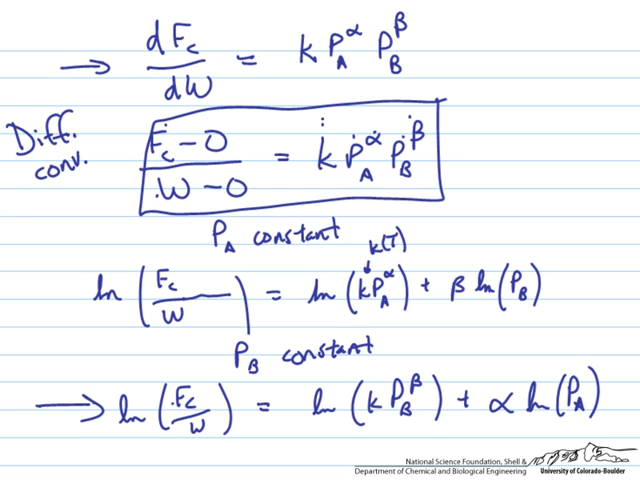 → dF_C/dW = k P_A^α P_B^β
Diff. conv. (F_C − 0)/(W − 0) = k P_A^α P_B^β
P_A constant k(T)
ln(F_C/W) = ln(k P_A^α) + β ln(P_B)
P_B constant
→ ln(F_C/W) = ln(k P_B^β) + α ln(P_A)
National Science Foundation, Shell &
Department of Chemical and Biological Engineering University of Colorado-Boulder